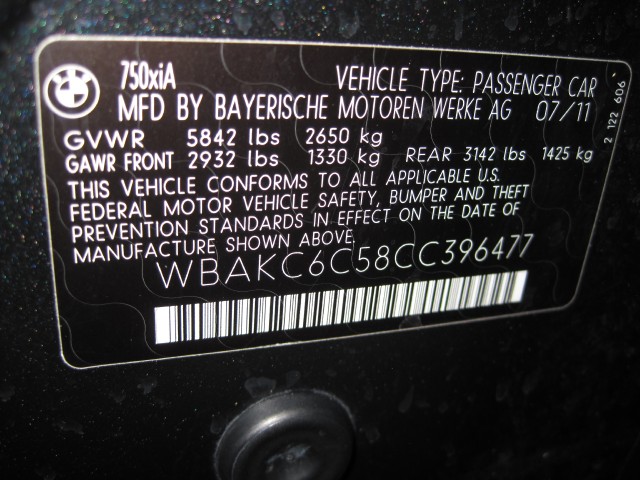 BMW
750xiA
VEHICLE TYPE: PASSENGER CAR
MFD BY BAYERISCHE MOTOREN WERKE AG 07/11
GVWR 5842 lbs 2650 kg
GAWR FRONT 2932 lbs 1330 kg REAR 3142 lbs 1425 kg
THIS VEHICLE CONFORMS TO ALL APPLICABLE U.S.
FEDERAL MOTOR VEHICLE SAFETY, BUMPER AND THEFT
PREVENTION STANDARDS IN EFFECT ON THE DATE OF
MANUFACTURE SHOWN ABOVE.
WBAKC6C58CC396477
2 122 606